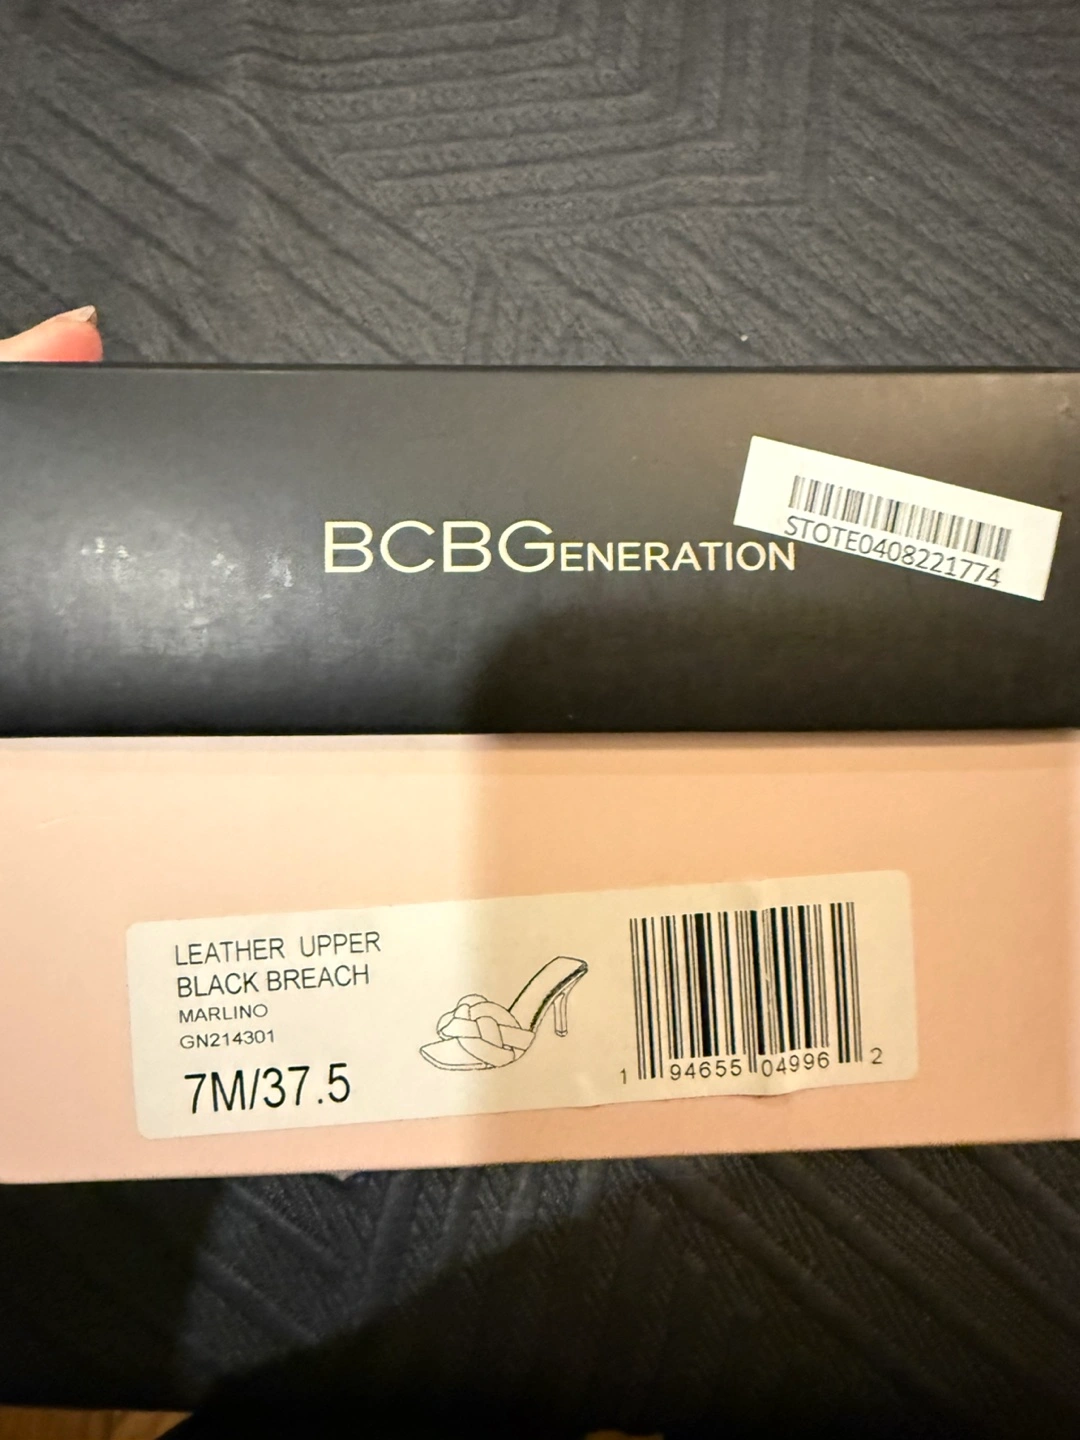 BCBGENERATION
STOTE0408221774
LEATHER UPPER
BLACK BREACH
MARLINO
GN214301
7M/37.5
1 94655 04996 2